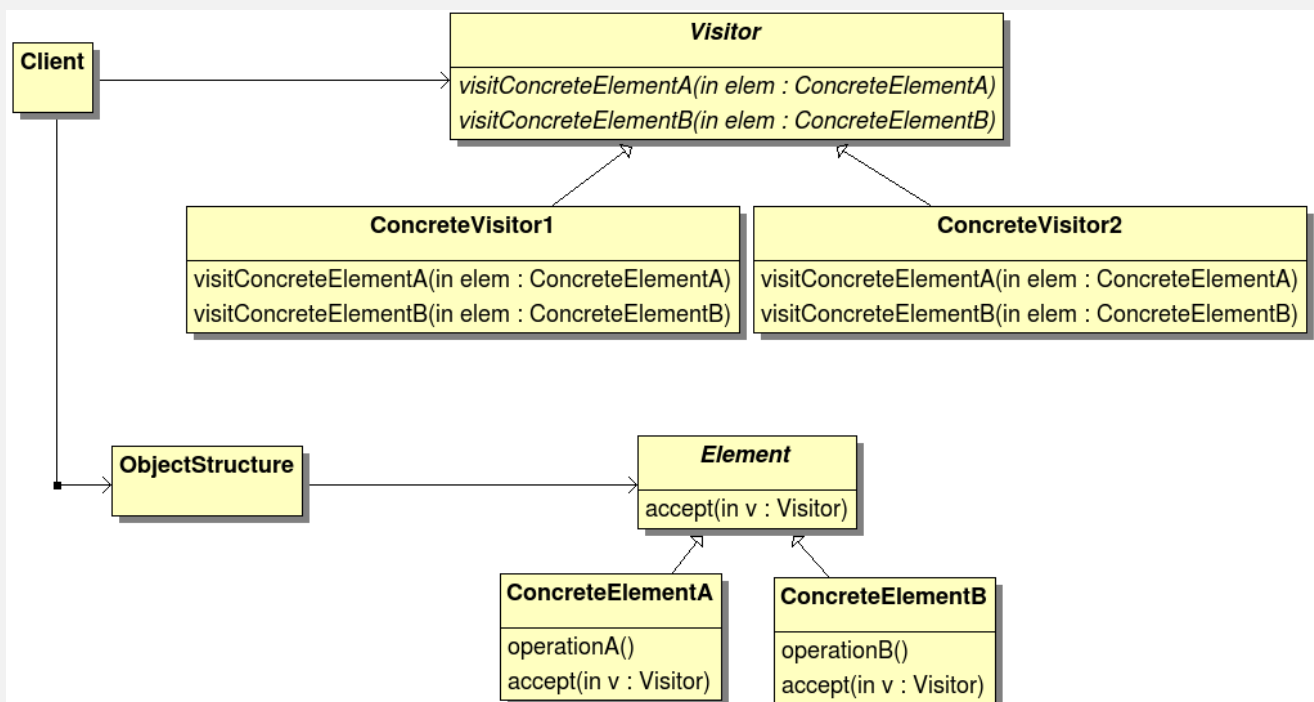 Client
Visitor
visitConcreteElementA(in elem : ConcreteElementA)
visitConcreteElementB(in elem : ConcreteElementB)
ConcreteVisitor1
visitConcreteElementA(in elem : ConcreteElementA)
visitConcreteElementB(in elem : ConcreteElementB)
ConcreteVisitor2
visitConcreteElementA(in elem : ConcreteElementA)
visitConcreteElementB(in elem : ConcreteElementB)
ObjectStructure
Element
accept(in v : Visitor)
ConcreteElementA
operationA()
accept(in v : Visitor)
ConcreteElementB
operationB()
accept(in v : Visitor)